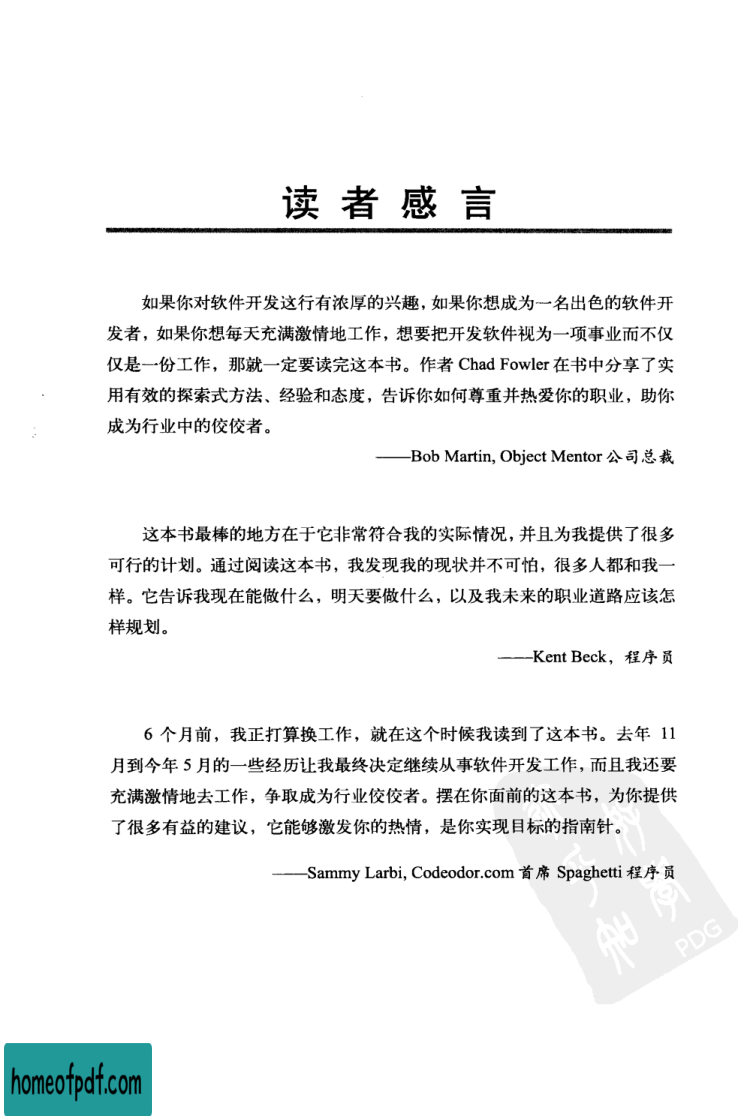 读者感言
如果你对软件开发这行有浓厚的兴趣，如果你想成为一名出色的软件开
发者，如果你想每天充满激情地工作，想要把开发软件视为一项事业而不仅
仅是一份工作，那就一定要读完这本书。作者 Chad Fowler 在书中分享了实
用有效的探索式方法、经验和态度，告诉你如何尊重并热爱你的职业，助你
成为行业中的佼佼者。
——Bob Martin, Object Mentor 公司总裁
这本书最棒的地方在于它非常符合我的实际情况，并且为我提供了很多
可行的计划。通过阅读这本书，我发现我的现状并不可怕，很多人都和我一
样。它告诉我现在能做什么，明天要做什么，以及我未来的职业道路应该怎
样规划。
——Kent Beck，程序员
6 个月前，我正打算换工作，就在这个时候我读到了这本书。去年 11
月到今年 5 月的一些经历让我最终决定继续从事软件开发工作，而且我还要
充满激情地去工作，争取成为行业佼佼者。摆在你面前的这本书，为你提供
了很多有益的建议，它能够激发你的热情，是你实现目标的指南针。
——Sammy Larbi, Codeodor.com 首席 Spaghetti 程序员
PDG
homeofpdf.com